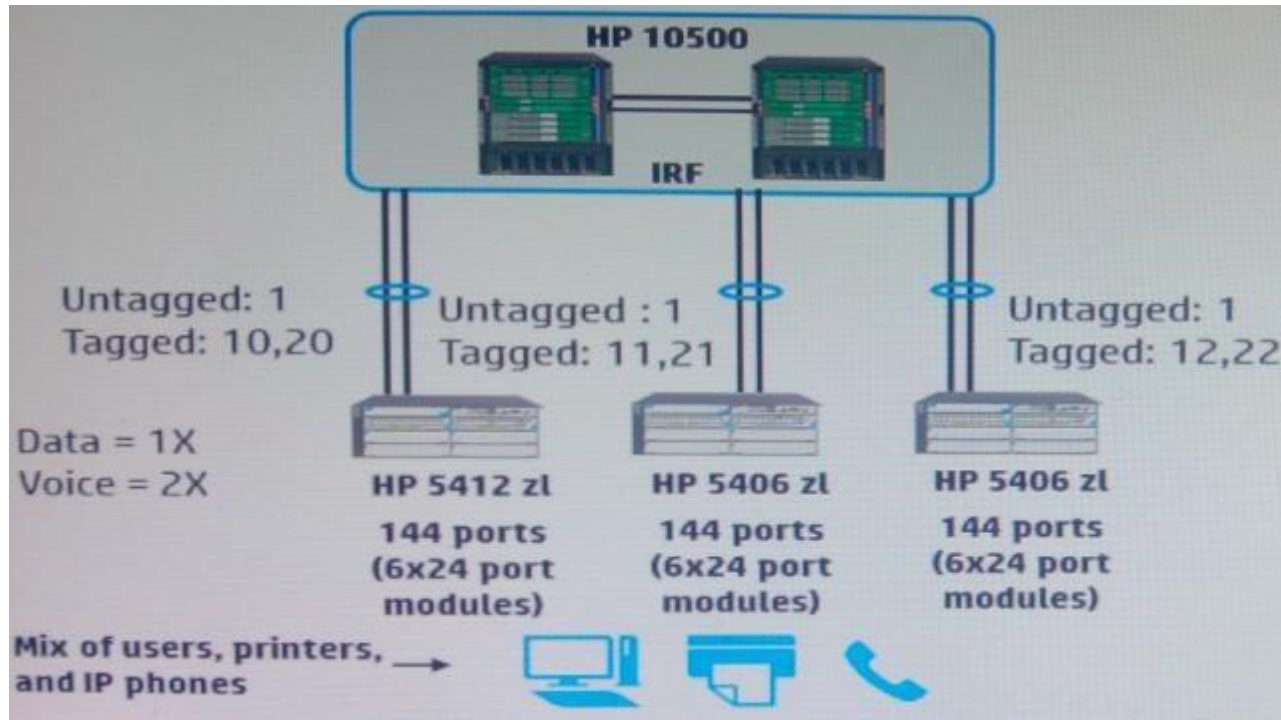 HP 10500
IRF
Untagged: 1
Tagged: 10,20
Untagged : 1
Tagged: 11,21
Untagged: 1
Tagged: 12,22
Data = 1X
Voice = 2X
HP 5412 zl
144 ports
(6x24 port
modules)
HP 5406 zl
144 ports
(6x24 port
modules)
HP 5406 zl
144 ports
(6x24 port
modules)
Mix of users, printers,
and IP phones